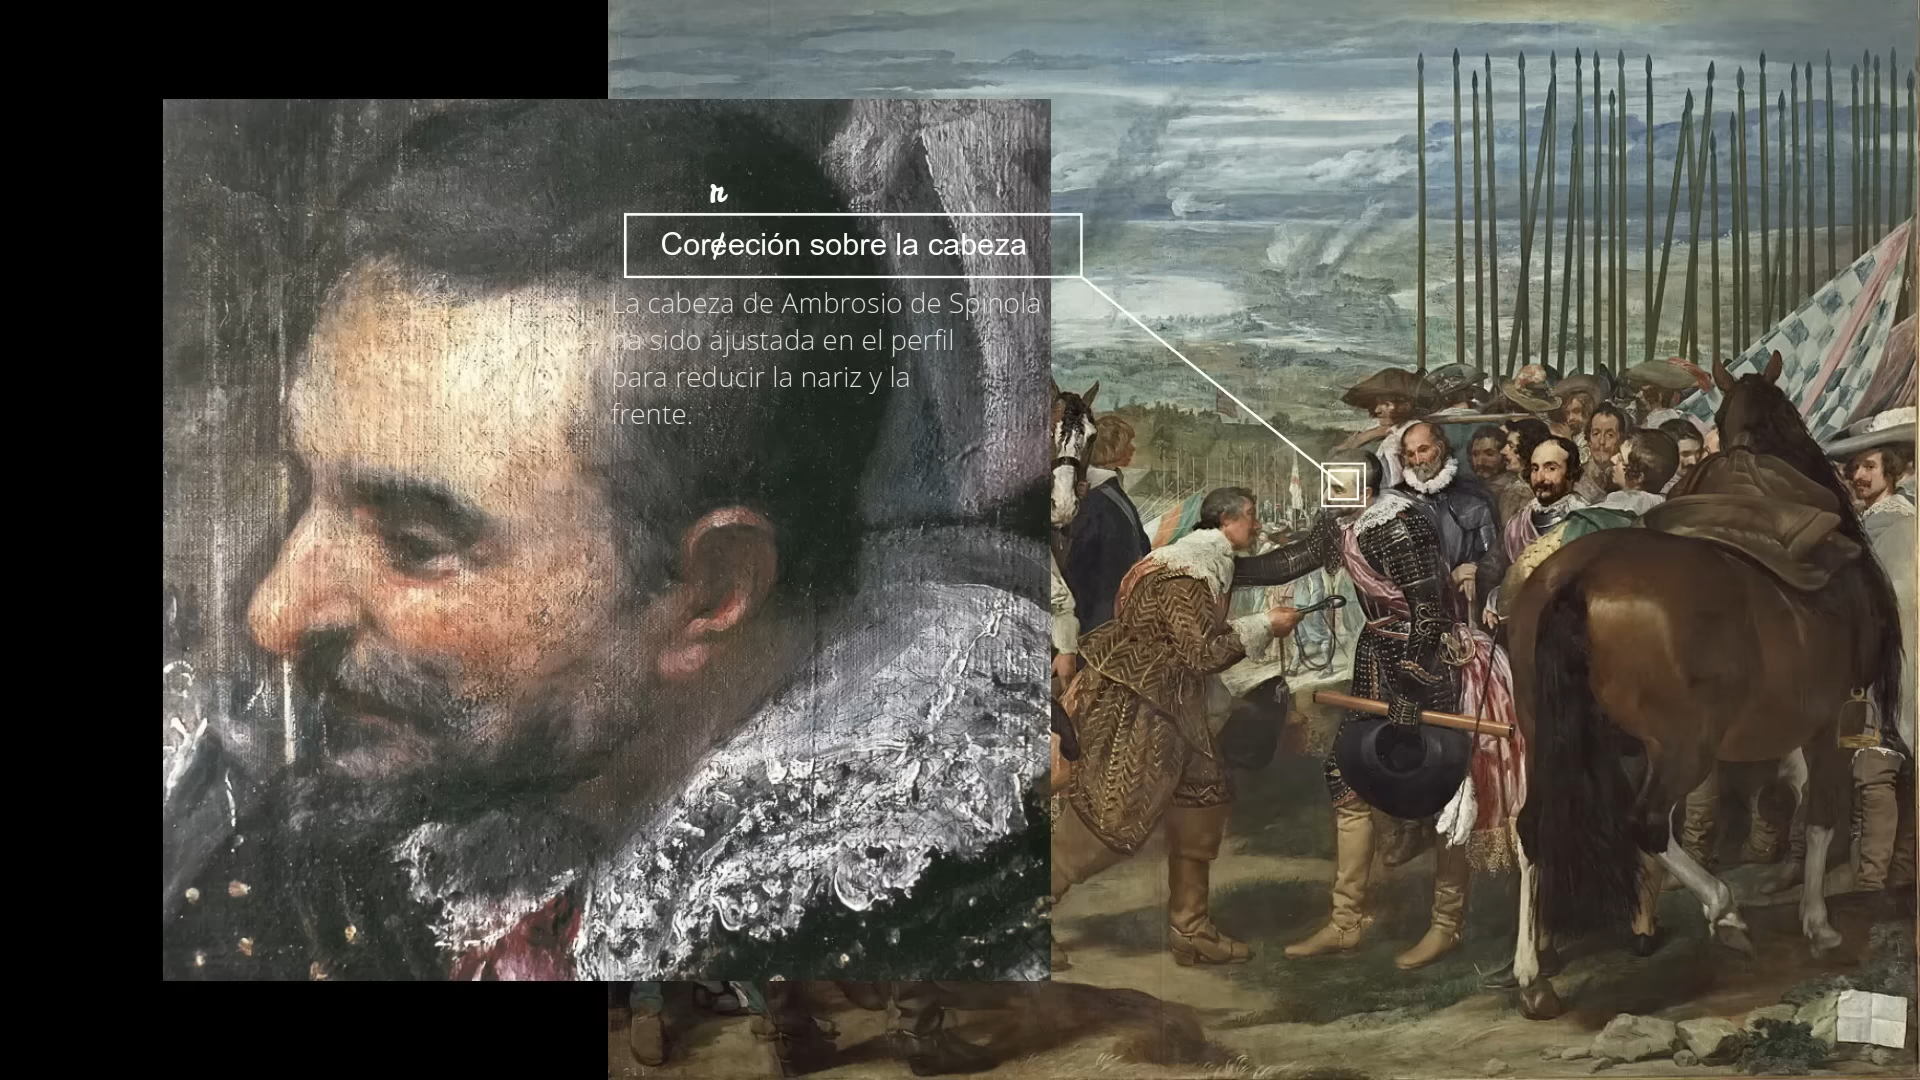 r
Coreeción sobre la cabeza
La cabeza de Ambrosio de Spinola
ha sido ajustada en el perfil
para reducir la nariz y la
frente.